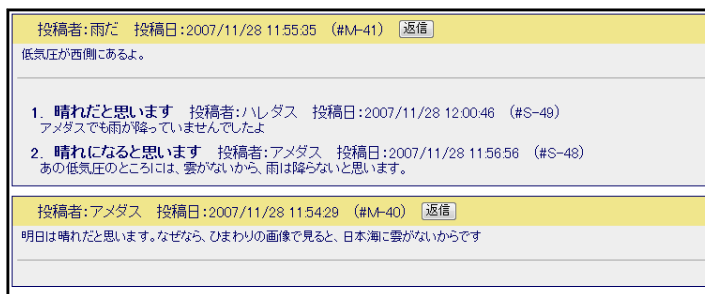 投稿者:雨だ 投稿日:2007/11/28 11:55:35 (#M-41) 返信
低気圧が西側にあるよ。
1. 晴れだと思います 投稿者:ハレダス 投稿日:2007/11/28 12:00:46 (#S-49)
アメダスでも雨が降っていませんでしたよ
2. 晴れになると思います 投稿者:アメダス 投稿日:2007/11/28 11:56:56 (#S-48)
あの低気圧のところには、雲がないから、雨は降らないと思います。
投稿者:アメダス 投稿日:2007/11/28 11:54:29 (#M-40) 返信
明日は晴れだと思います。なぜなら、ひまわりの画像で見ると、日本海に雲がないからです